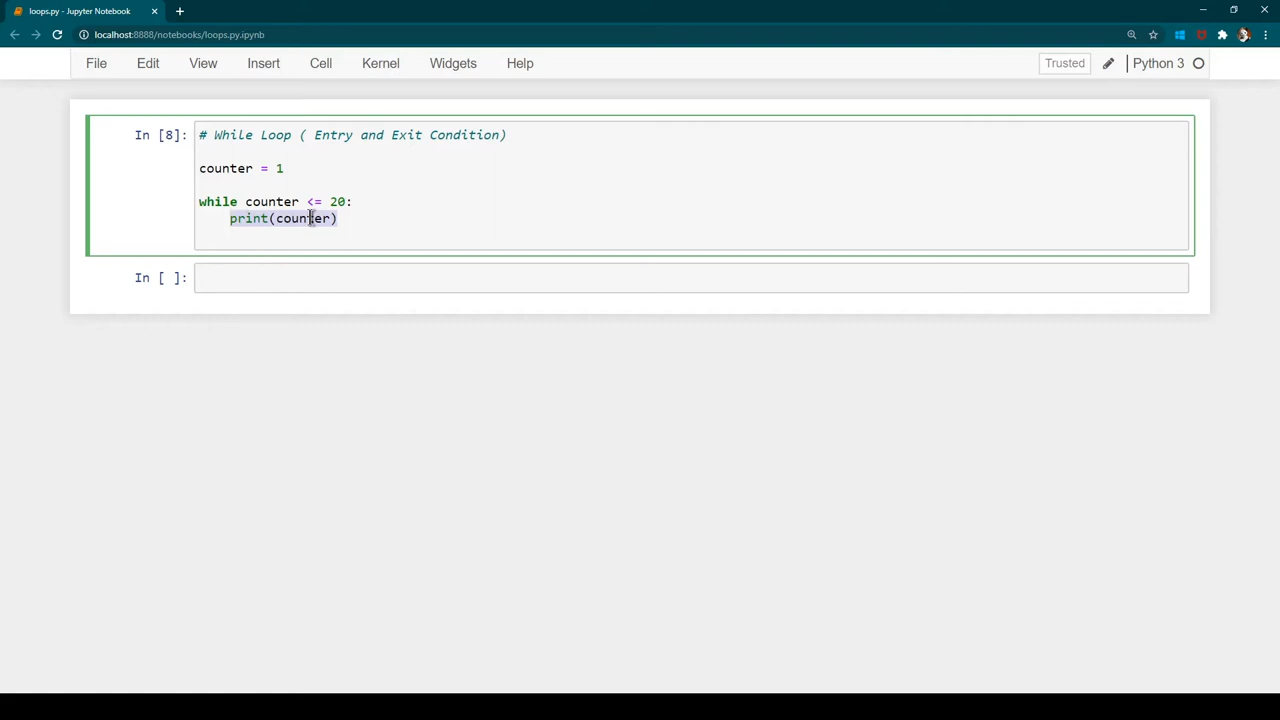 loops.py - Jupyter Notebook
localhost:8888/notebooks/loops.py.ipynb
File Edit View Insert Cell Kernel Widgets Help Trusted Python 3
In [8]: # While Loop ( Entry and Exit Condition)
counter = 1
while counter <= 20:
print(counter)
In [ ]: